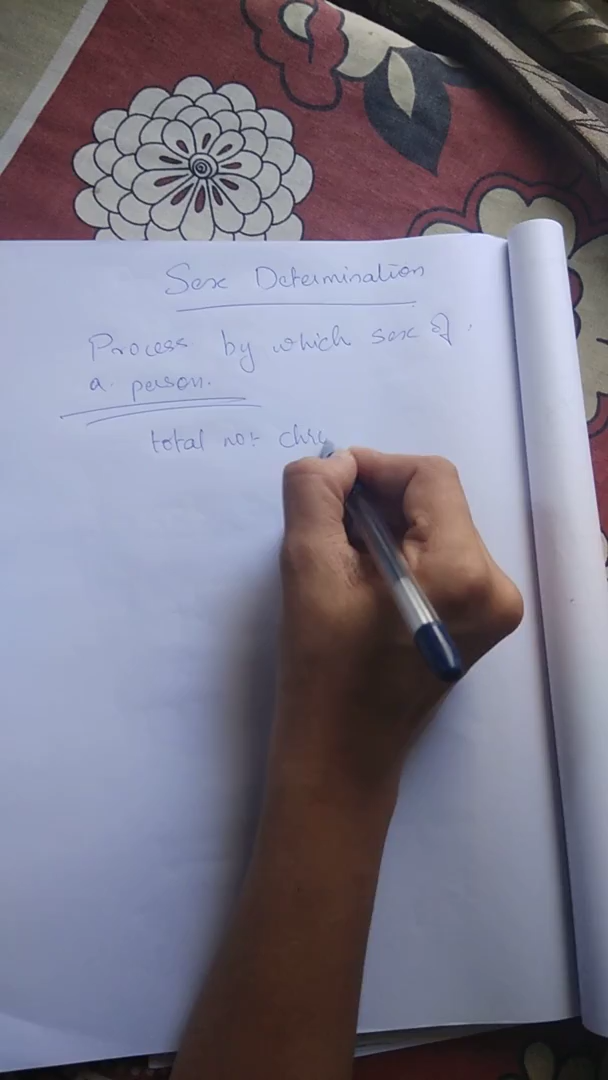 Sex Determination
Process by which sex of
a person.
total no: